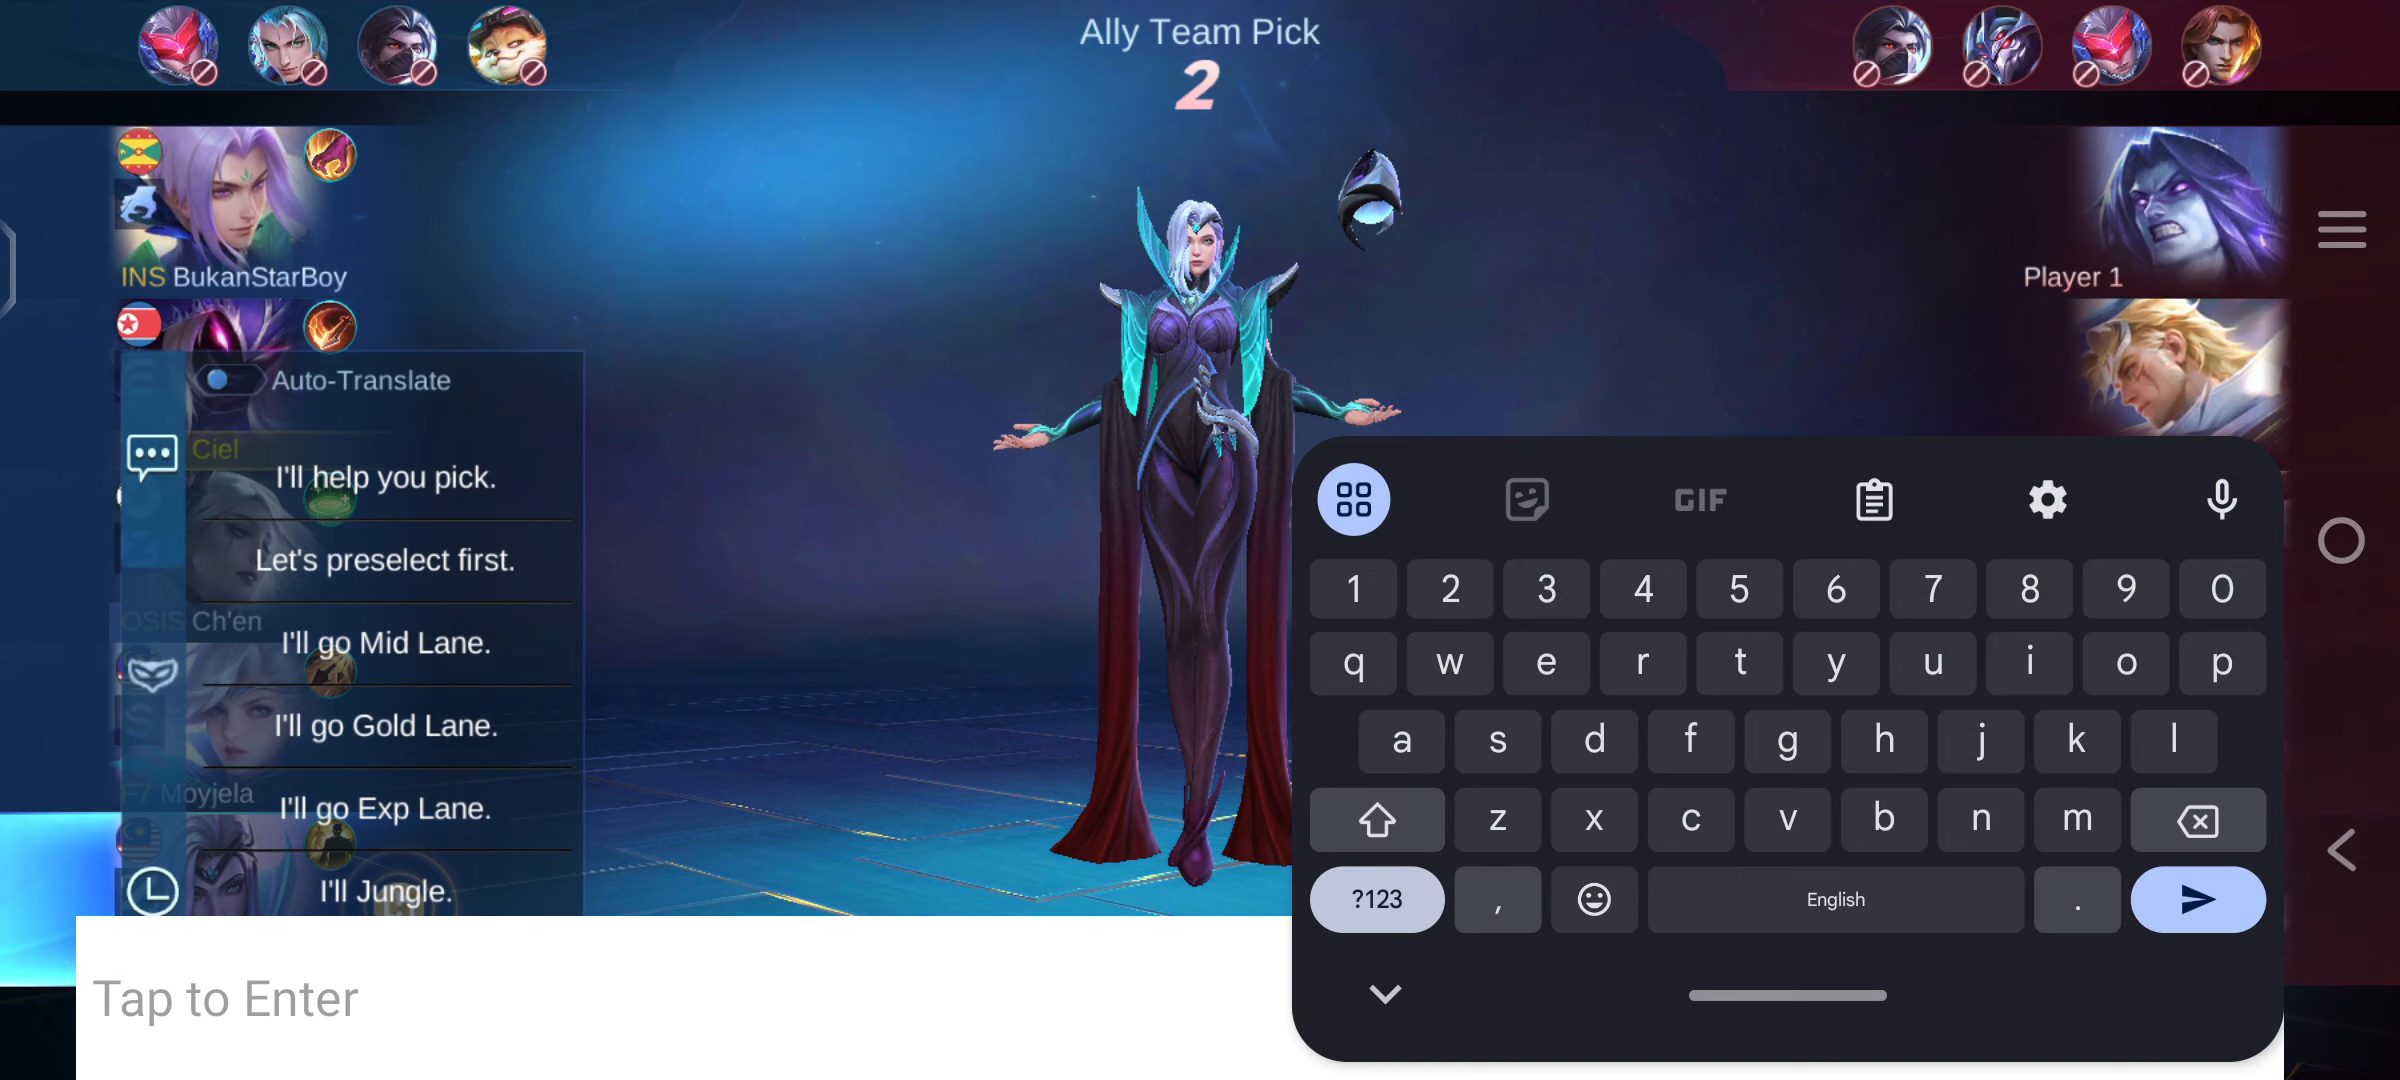 Ally Team Pick
2
INS BukanStarBoy
Player 1
Auto-Translate
Ciel
I'll help you pick.
Let's preselect first.
OSIS Ch'en
I'll go Mid Lane.
I'll go Gold Lane.
F7 Moyjela
I'll go Exp Lane.
I'll Jungle.
Tap to Enter
GIF
1 2 3 4 5 6 7 8 9 0
q w e r t y u i o p
a s d f g h j k l
z x c v b n m
?123 , English .